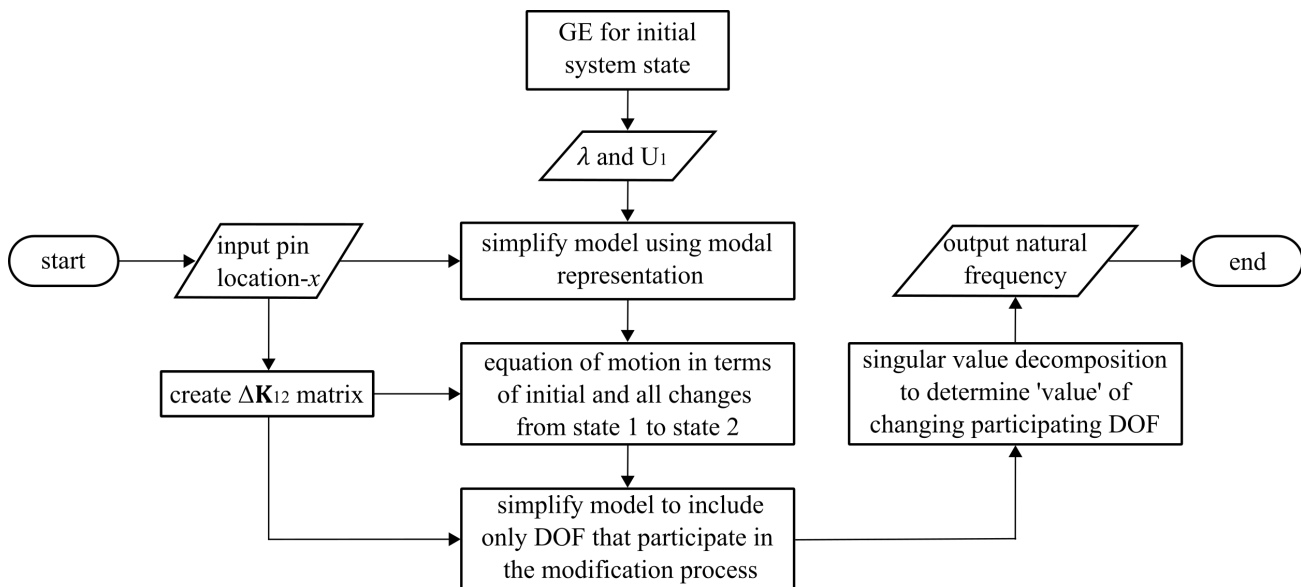 GE for initial
system state
λ and U₁
start
input pin
location-x
simplify model using modal
representation
create ΔK₁₂ matrix
equation of motion in terms
of initial and all changes
from state 1 to state 2
simplify model to include
only DOF that participate in
the modification process
singular value decomposition
to determine 'value' of
changing participating DOF
output natural
frequency
end